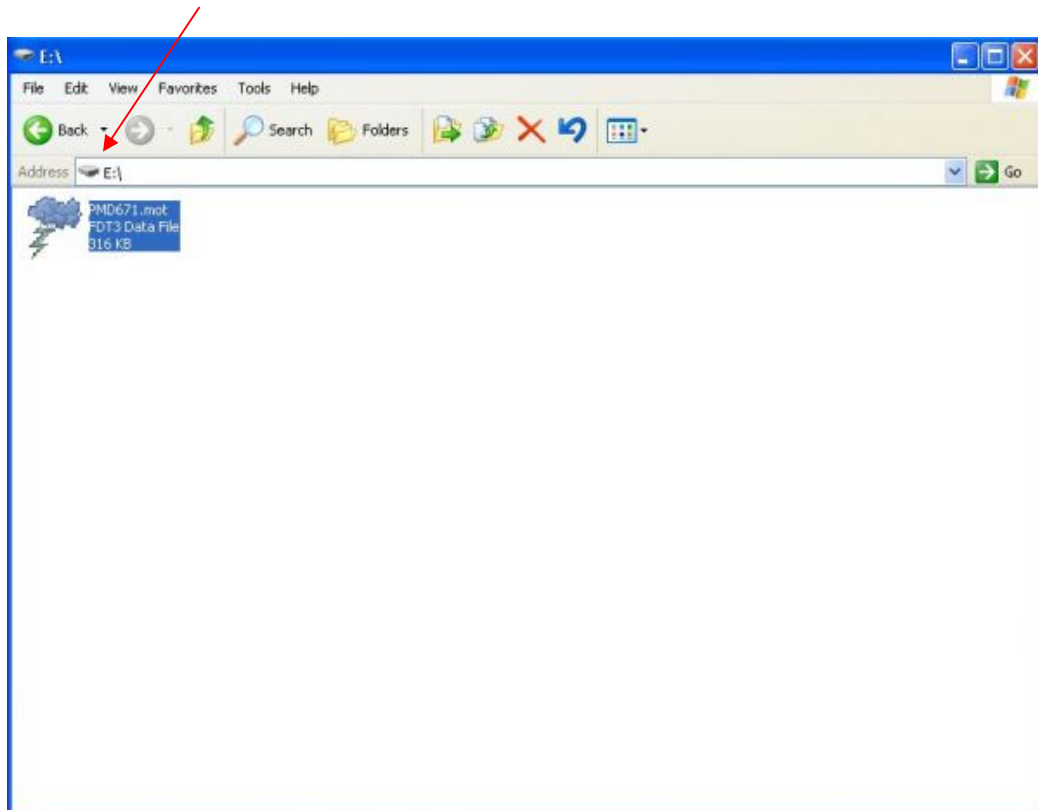 E:\
File Edit View Favorites Tools Help
Back Search Folders
Address E:\ Go
PMD671.mot
FDT3 Data File
316 KB